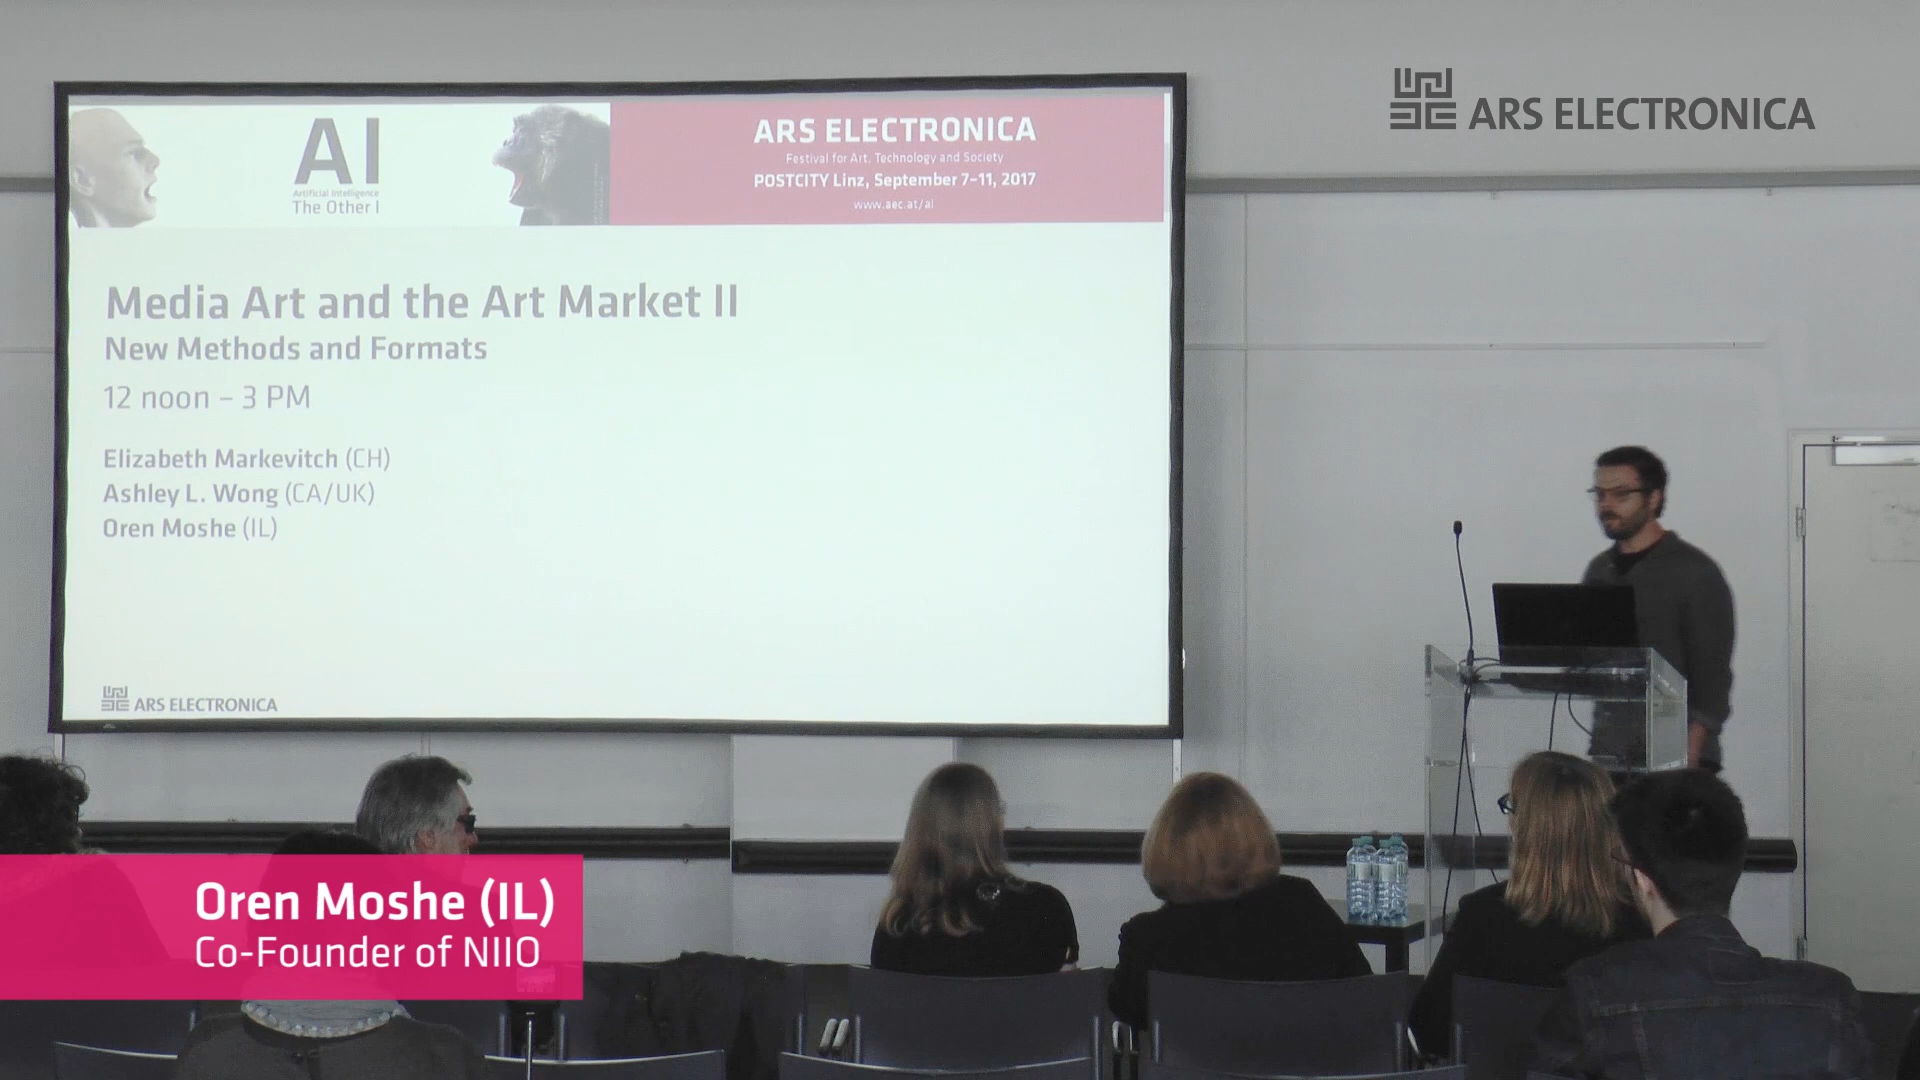 ARS ELECTRONICA
AI
Artificial Intelligence
The Other I
ARS ELECTRONICA
Festival for Art, Technology and Society
POSTCITY Linz, September 7–11, 2017
www.aec.at/ai
Media Art and the Art Market II
New Methods and Formats
12 noon – 3 PM
Elizabeth Markevitch (CH)
Ashley L. Wong (CA/UK)
Oren Moshe (IL)
ARS ELECTRONICA
Oren Moshe (IL)
Co-Founder of NIIO